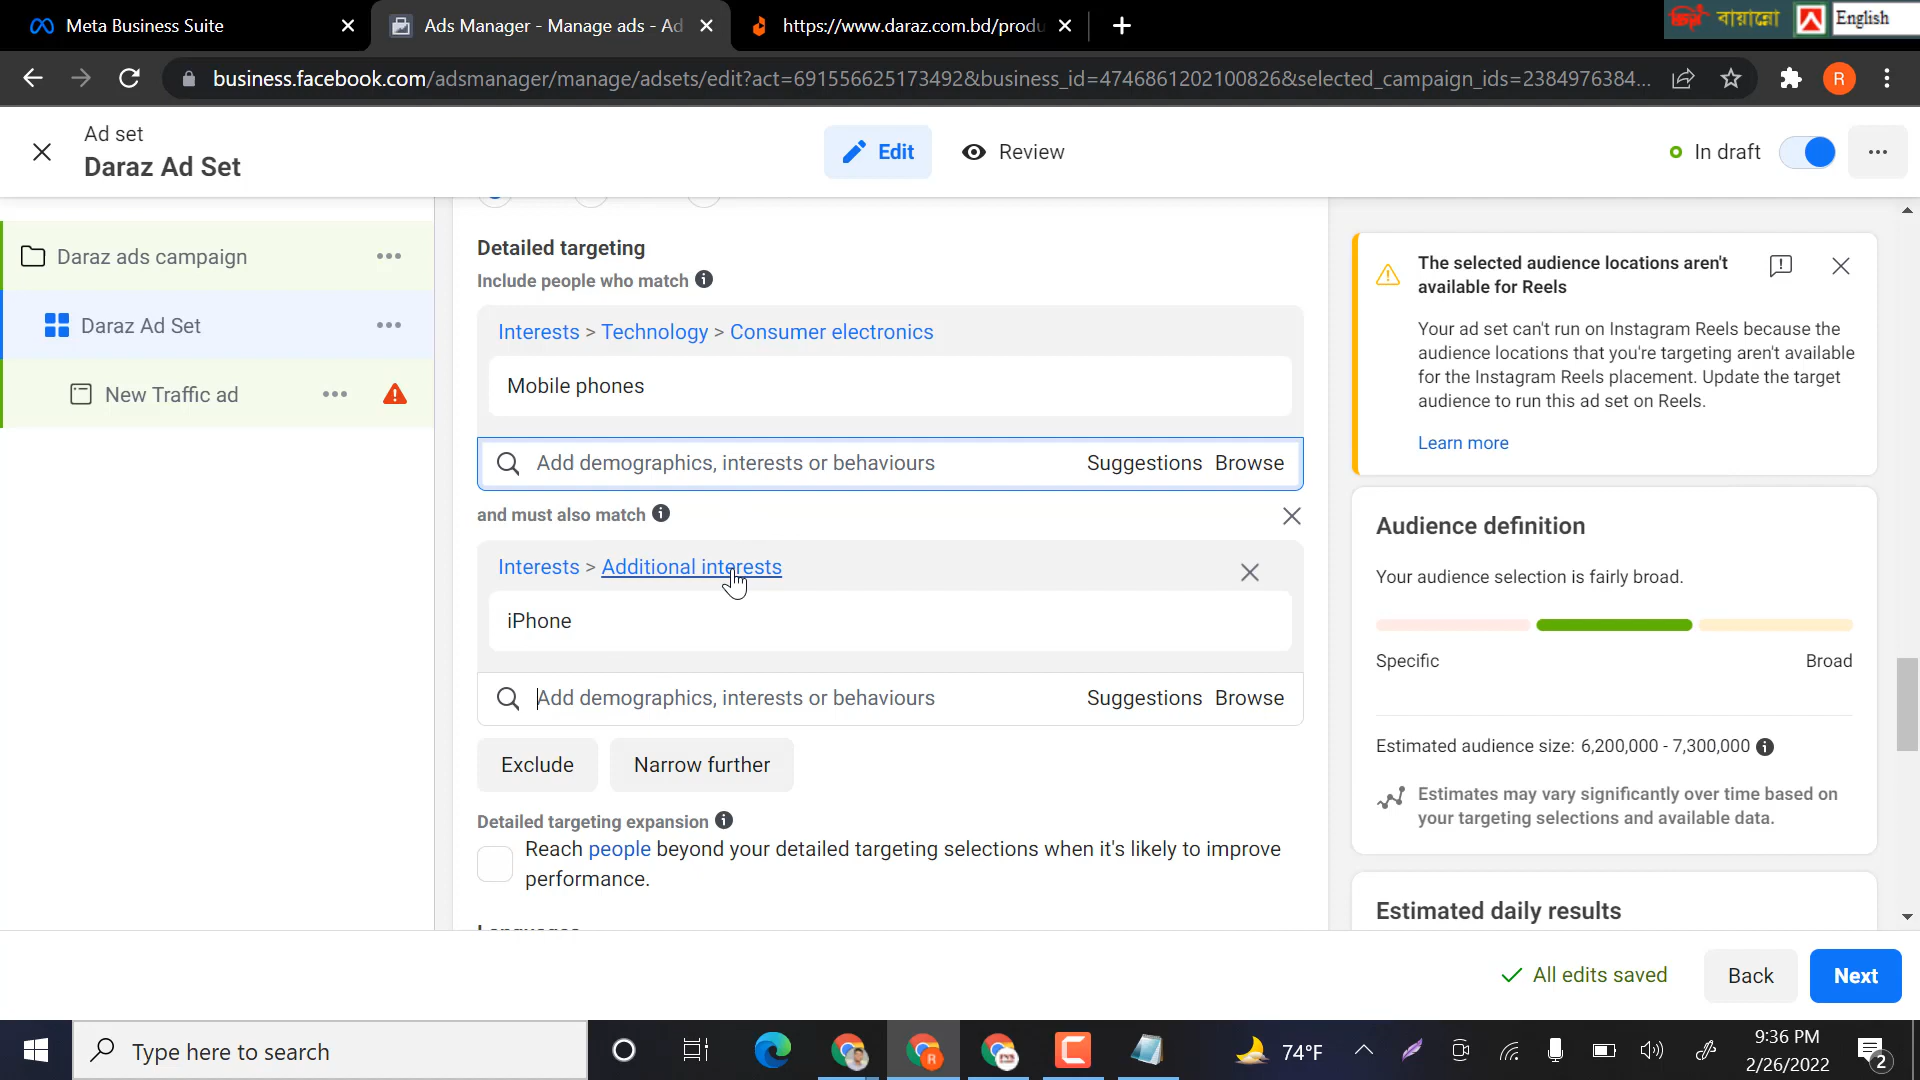 Meta Business Suite
Ads Manager - Manage ads - Ad
https://www.daraz.com.bd/produ
বায়ান্নো
English
business.facebook.com/adsmanager/manage/adsets/edit?act=691556625173492&business_id=4746861202100826&selected_campaign_ids=2384976384...
R
Ad set
Daraz Ad Set
Edit
Review
In draft
Daraz ads campaign
Daraz Ad Set
New Traffic ad
Detailed targeting
Include people who match
Interests > Technology > Consumer electronics
Mobile phones
Add demographics, interests or behaviours
Suggestions Browse
and must also match
Interests > Additional interests
iPhone
Add demographics, interests or behaviours
Suggestions Browse
Exclude
Narrow further
Detailed targeting expansion
Reach people beyond your detailed targeting selections when it's likely to improve
performance.
The selected audience locations aren't
available for Reels
Your ad set can't run on Instagram Reels because the
audience locations that you're targeting aren't available
for the Instagram Reels placement. Update the target
audience to run this ad set on Reels.
Learn more
Audience definition
Your audience selection is fairly broad.
Specific
Broad
Estimated audience size: 6,200,000 - 7,300,000
Estimates may vary significantly over time based on
your targeting selections and available data.
Estimated daily results
All edits saved
Back
Next
Type here to search
R
74°F
9:36 PM
2/26/2022
2